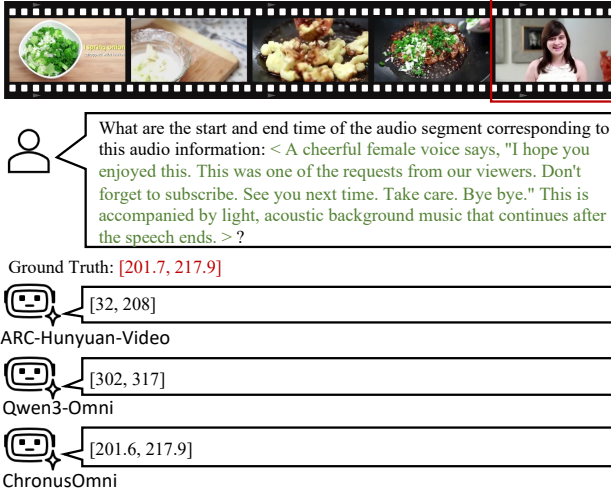 spring onion
What are the start and end time of the audio segment corresponding to
this audio information: < A cheerful female voice says, "I hope you
enjoyed this. This was one of the requests from our viewers. Don't
forget to subscribe. See you next time. Take care. Bye bye." This is
accompanied by light, acoustic background music that continues after
the speech ends. > ?
Ground Truth: [201.7, 217.9]
[32, 208]
ARC-Hunyuan-Video
[302, 317]
Qwen3-Omni
[201.6, 217.9]
ChronusOmni